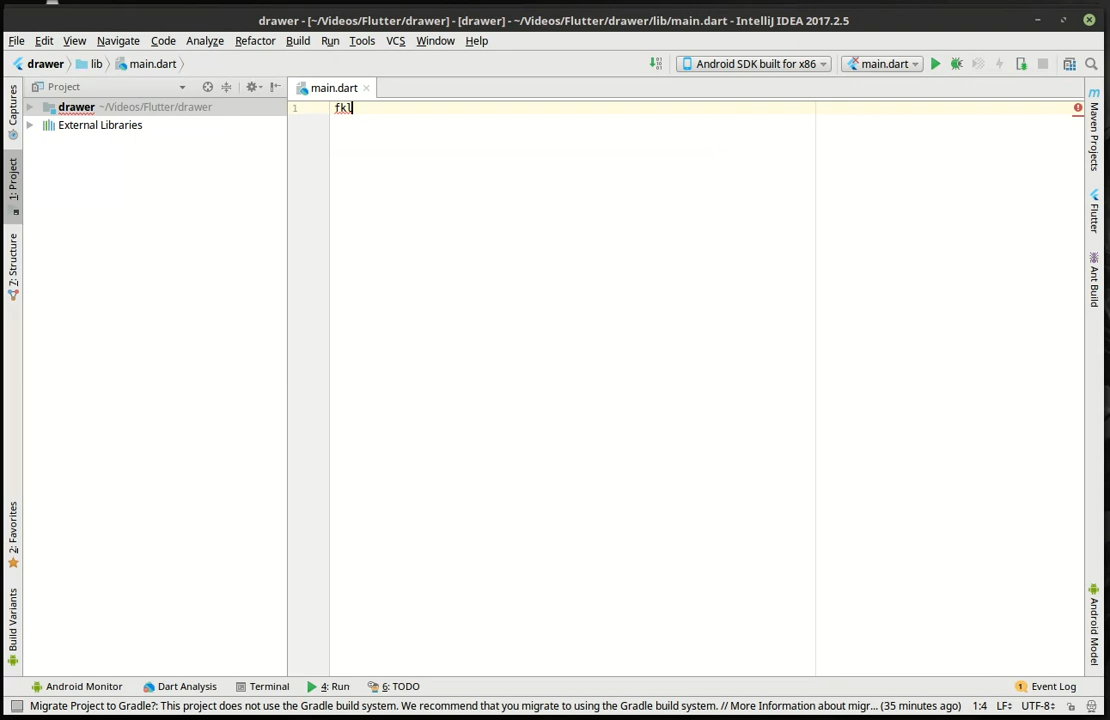 drawer - [~/Videos/Flutter/drawer] - [drawer] - ~/Videos/Flutter/drawer/lib/main.dart - IntelliJ IDEA 2017.2.5
File Edit View Navigate Code Analyze Refactor Build Run Tools VCS Window Help
drawer lib main.dart Android SDK built for x86 main.dart
Project main.dart
drawer ~/Videos/Flutter/drawer
External Libraries
1 fkl
Captures
1: Project
7: Structure
2: Favorites
Build Variants
Maven Projects
Flutter
Ant Build
Android Model
Android Monitor Dart Analysis Terminal 4: Run 6: TODO 1 Event Log
Migrate Project to Gradle?: This project does not use the Gradle build system. We recommend that you migrate to using the Gradle build system. // More Information about migr... (35 minutes ago) 1:4 LF÷ UTF-8÷